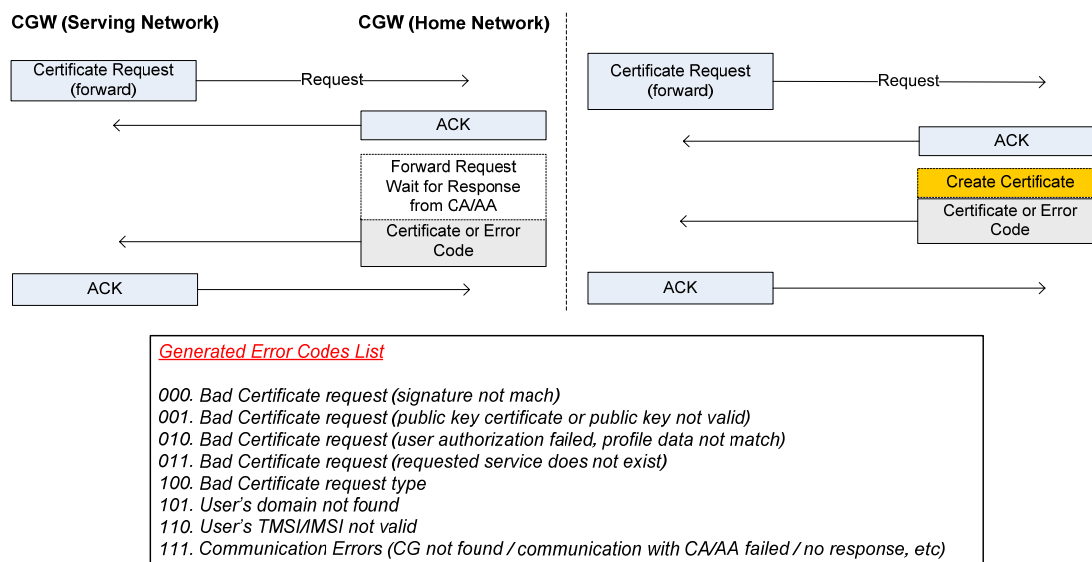 CGW (Serving Network)
CGW (Home Network)
Certificate Request
(forward)
Request
ACK
Forward Request
Wait for Response
from CA/AA
Certificate or Error
Code
ACK
Certificate Request
(forward)
Request
ACK
Create Certificate
Certificate or Error
Code
ACK
Generated Error Codes List
000. Bad Certificate request (signature not mach)
001. Bad Certificate request (public key certificate or public key not valid)
010. Bad Certificate request (user authorization failed, profile data not match)
011. Bad Certificate request (requested service does not exist)
100. Bad Certificate request type
101. User's domain not found
110. User's TMSI/IMSI not valid
111. Communication Errors (CG not found / communication with CA/AA failed / no response, etc)